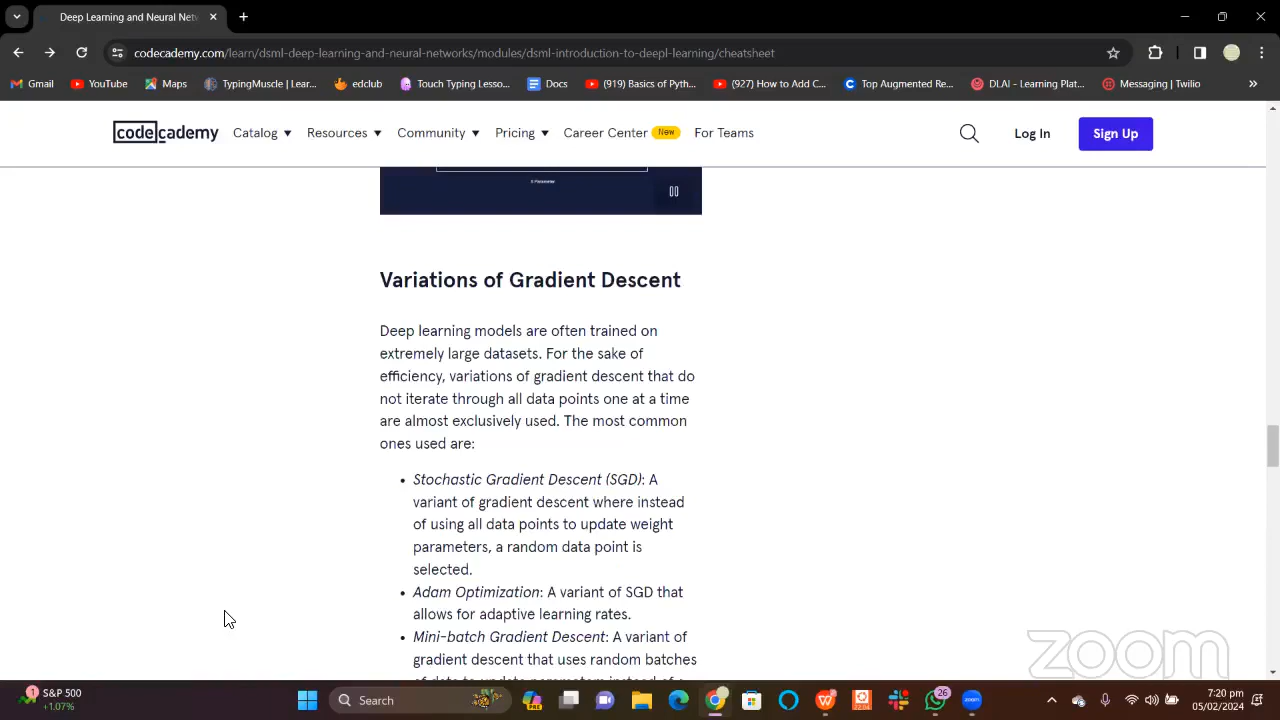 Deep Learning and Neural Net
codecademy.com/learn/dsml-deep-learning-and-neural-networks/modules/dsml-introduction-to-deepl-learning/cheatsheet
Gmail YouTube Maps TypingMuscle | Lear... edclub Touch Typing Lesso... Docs (919) Basics of Pyth... (927) How to Add C... Top Augmented Re... DLAI - Learning Plat... Messaging | Twilio »
codecademy Catalog Resources Community Pricing Career Center New For Teams Log In Sign Up
Variations of Gradient Descent
Deep learning models are often trained on
extremely large datasets. For the sake of
efficiency, variations of gradient descent that do
not iterate through all data points one at a time
are almost exclusively used. The most common
ones used are:
• Stochastic Gradient Descent (SGD): A
variant of gradient descent where instead
of using all data points to update weight
parameters, a random data point is
selected.
• Adam Optimization: A variant of SGD that
allows for adaptive learning rates.
• Mini-batch Gradient Descent: A variant of
gradient descent that uses random batches
zoom
1 S&P 500
+1.07%
Search
PRE
22.04
26
zoom
7:20 pm
05/02/2024